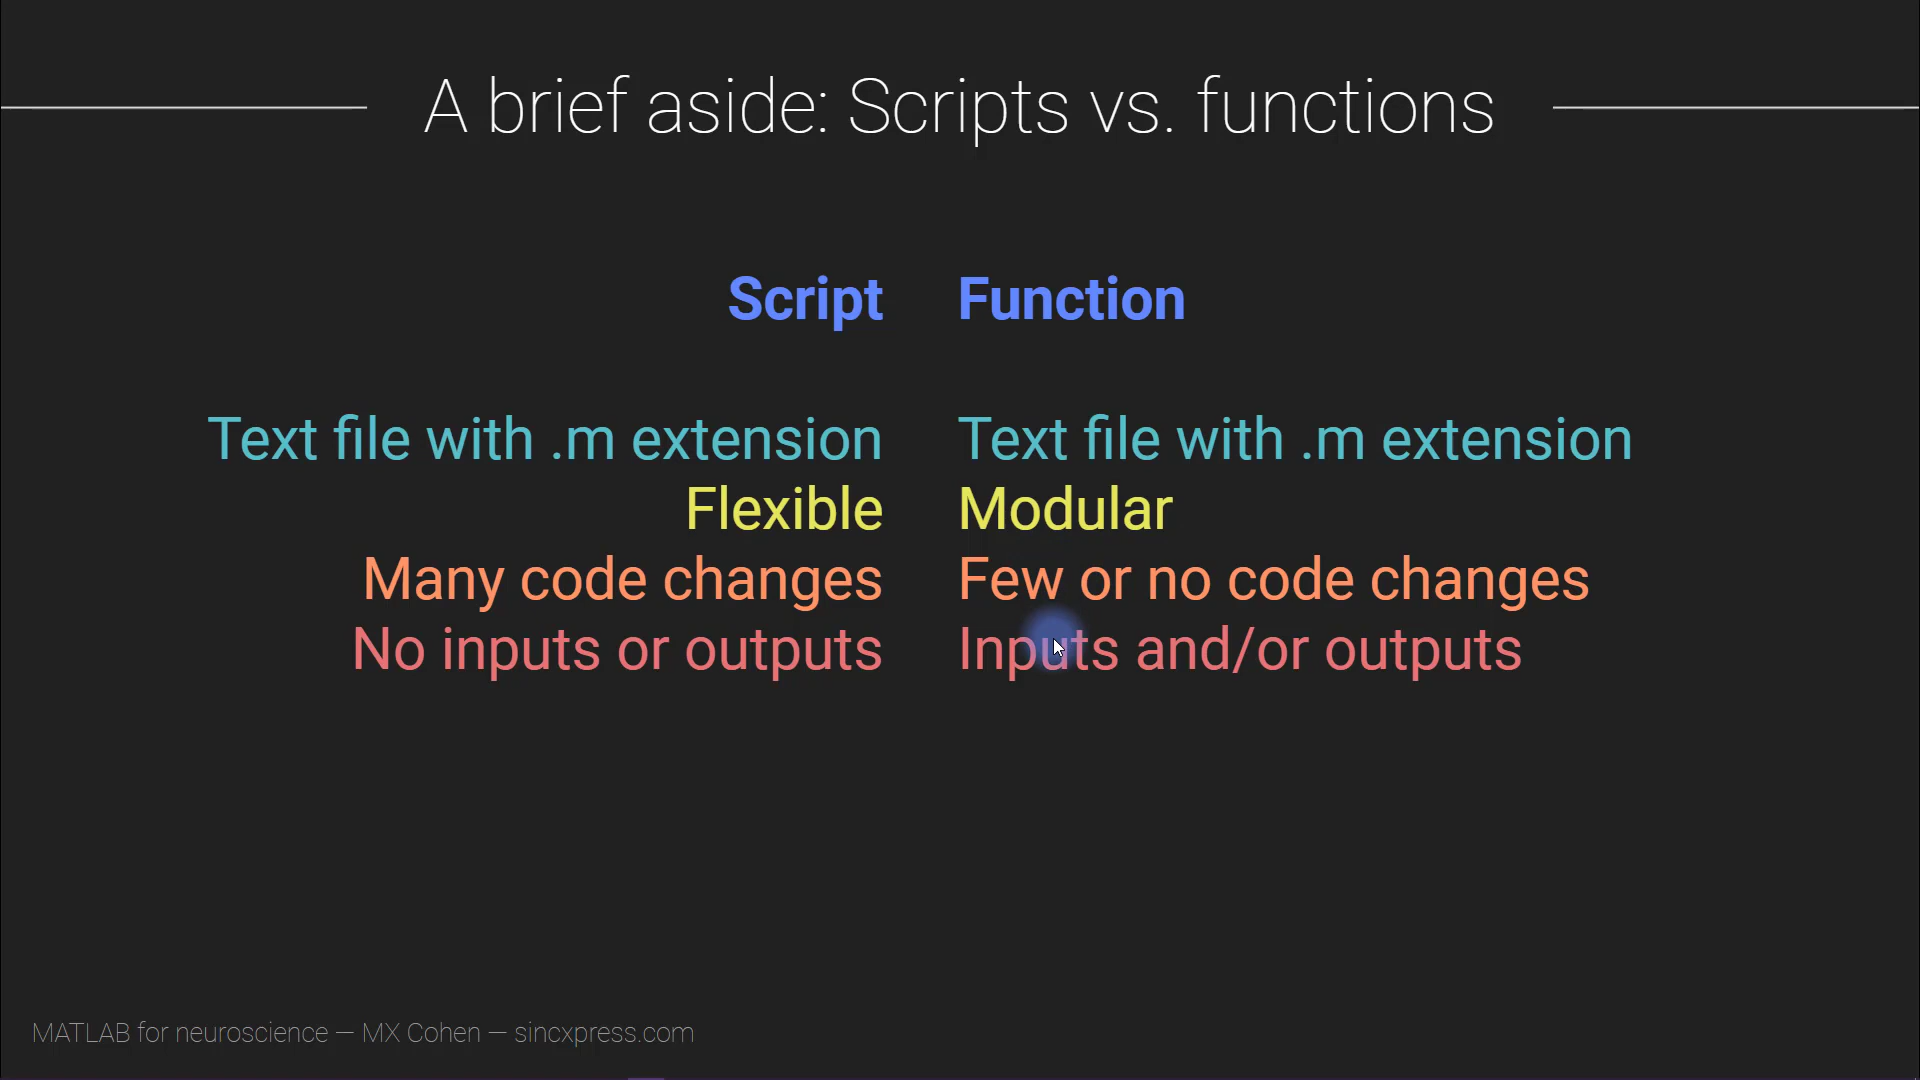 A brief aside: Scripts vs. functions
Script Function
Text file with .m extension Text file with .m extension
Flexible Modular
Many code changes Few or no code changes
No inputs or outputs Inputs and/or outputs
MATLAB for neuroscience — MX Cohen — sincxpress.com